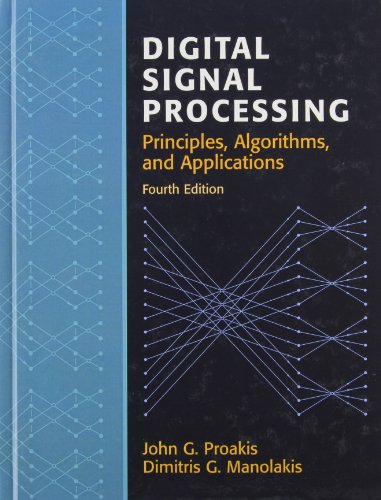 DIGITAL
SIGNAL
PROCESSING
Principles, Algorithms,
and Applications
Fourth Edition
John G. Proakis
Dimitris G. Manolakis